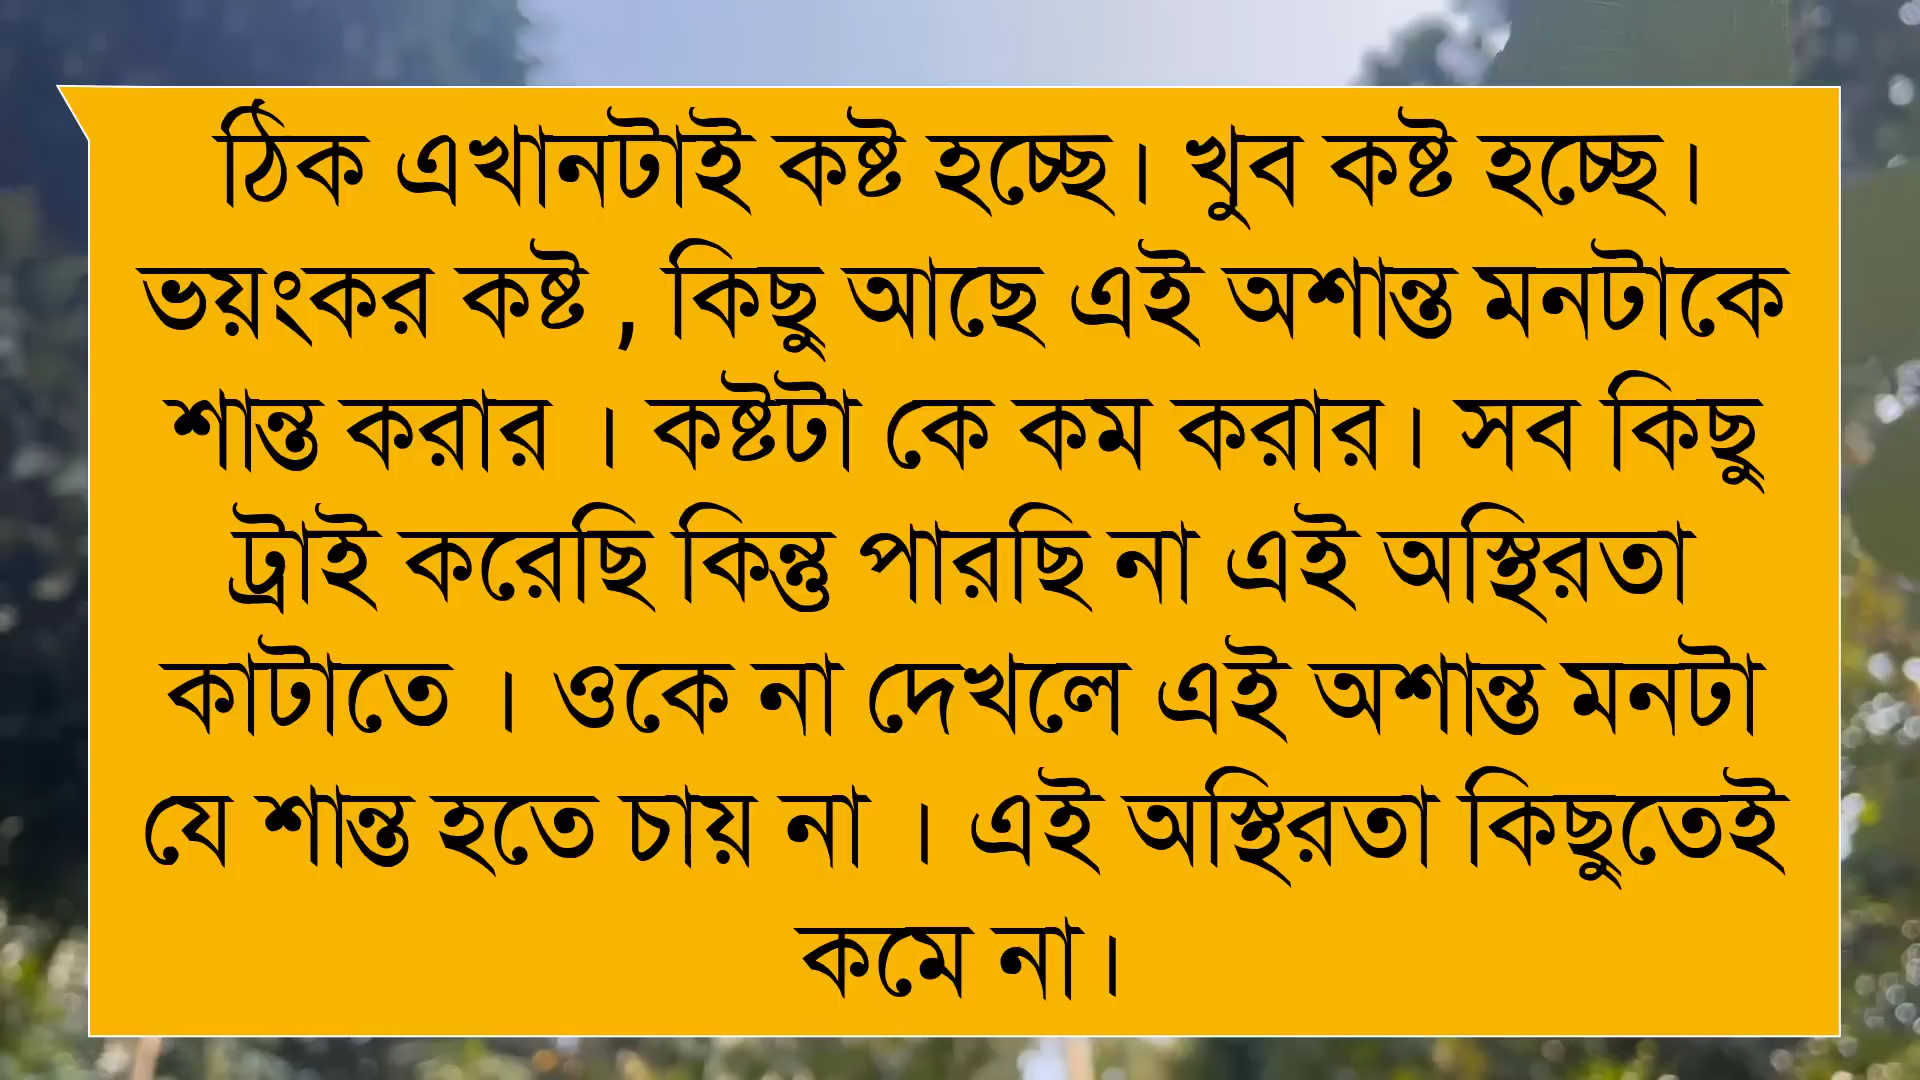 ঠিক এখানটাই কষ্ট হচ্ছে। খুব কষ্ট হচ্ছে।
ভয়ংকর কষ্ট , কিছু আছে এই অশান্ত মনটাকে
শান্ত করার । কষ্টটা কে কম করার। সব কিছু
ট্রাই করেছি কিন্তু পারছি না এই অস্থিরতা
কাটাতে । ওকে না দেখলে এই অশান্ত মনটা
যে শান্ত হতে চায় না । এই অস্থিরতা কিছুতেই
কমে না।